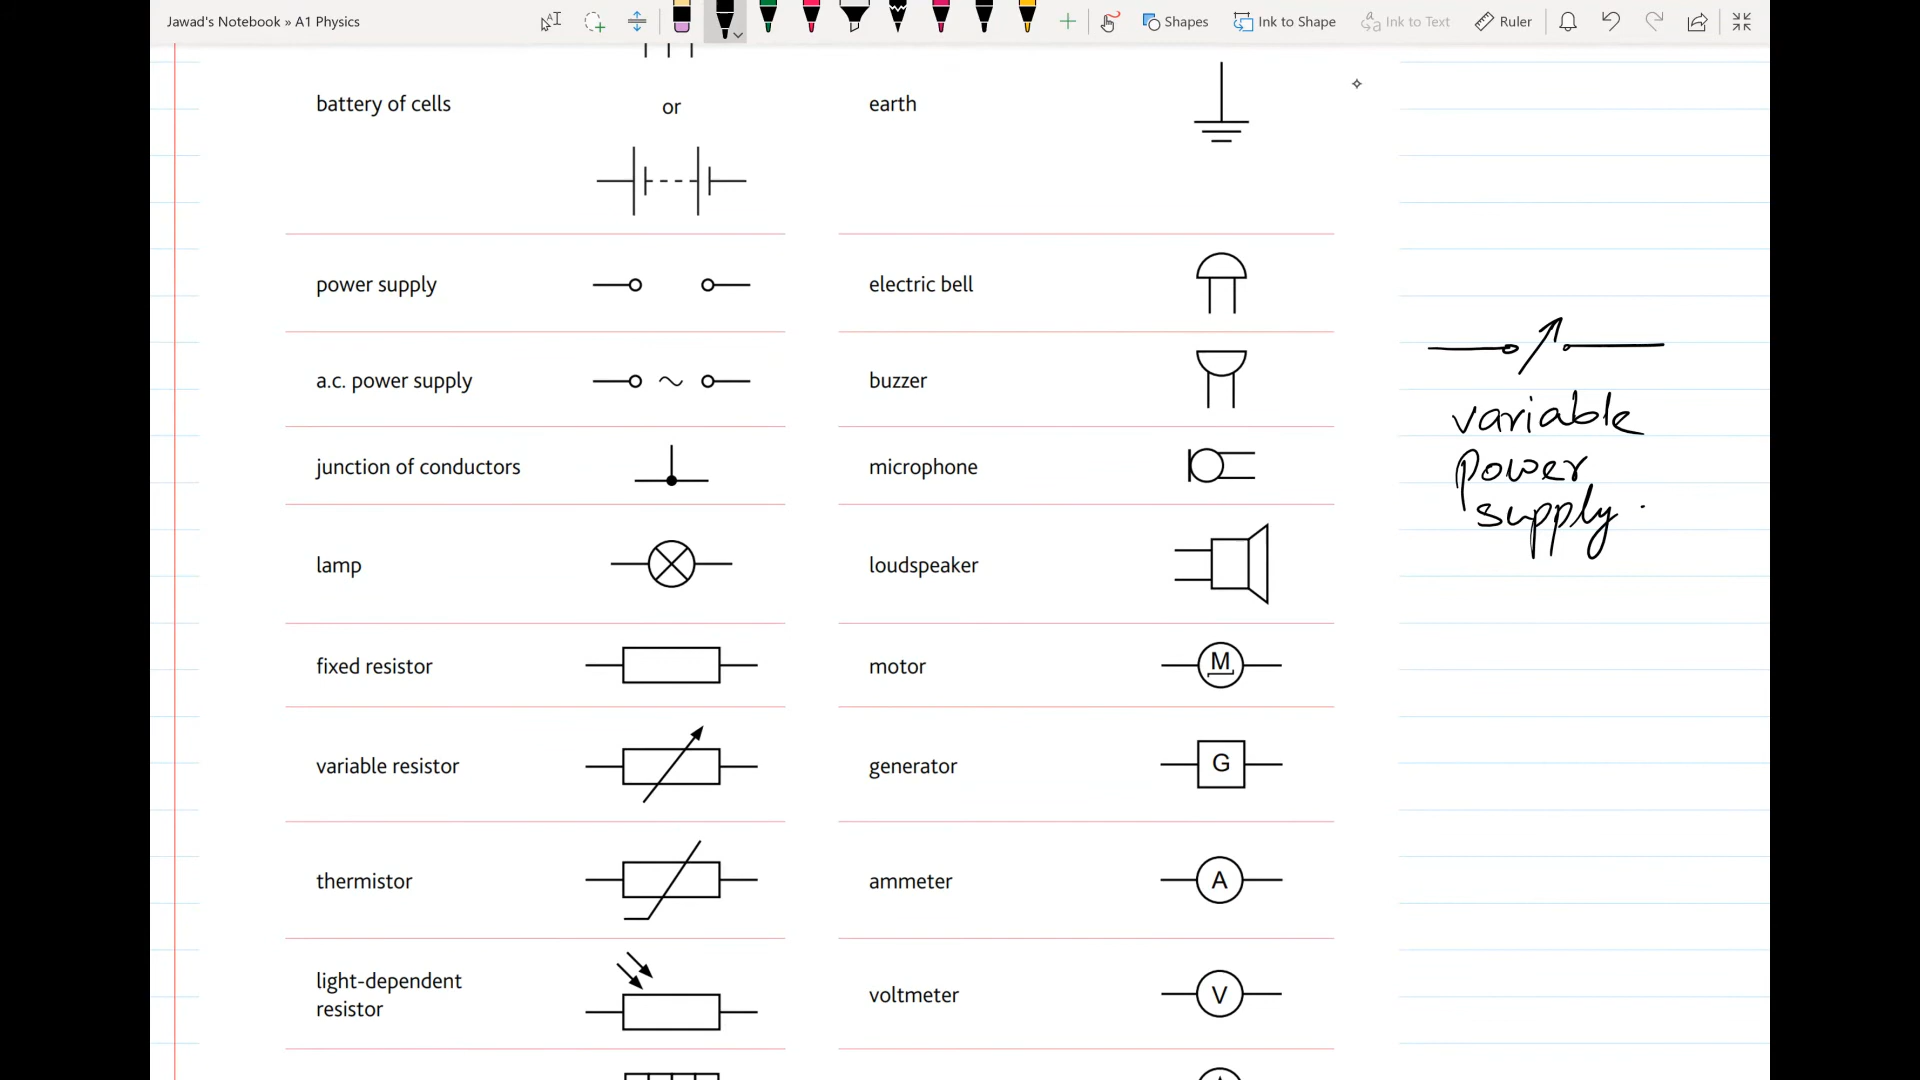 Jawad's Notebook » A1 Physics
Shapes
Ink to Shape
Ink to Text
Ruler
battery of cells
or
earth
power supply
electric bell
a.c. power supply
buzzer
junction of conductors
microphone
lamp
loudspeaker
fixed resistor
motor
M
variable resistor
generator
G
thermistor
ammeter
A
light-dependent
resistor
voltmeter
V
variable
power
supply.